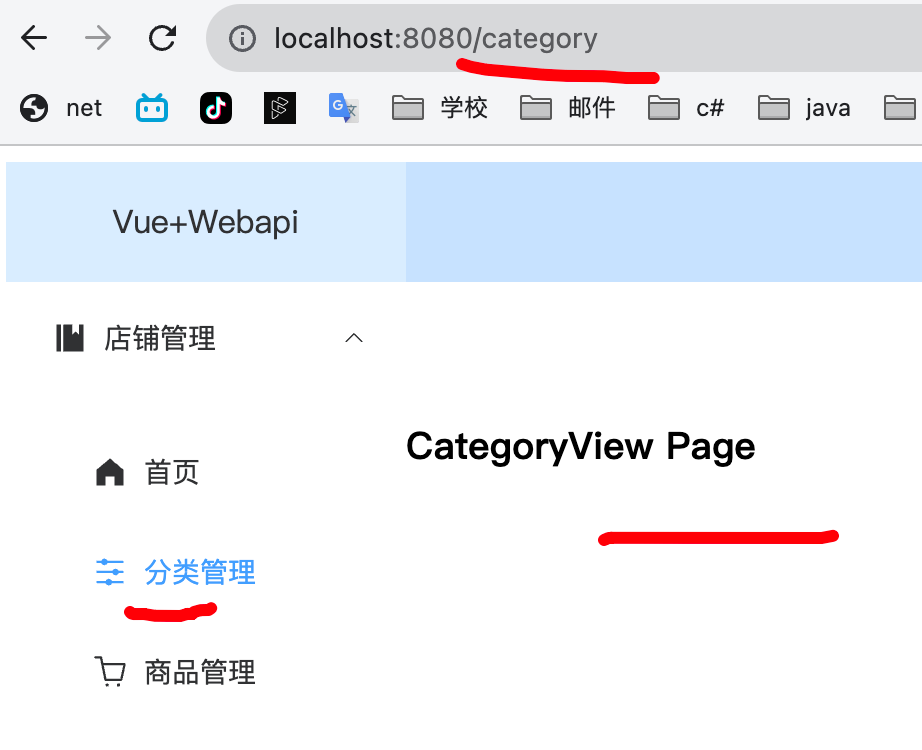 localhost:8080/category
net 学校 邮件 c# java
Vue+Webapi
店铺管理
CategoryView Page
首页
分类管理
商品管理